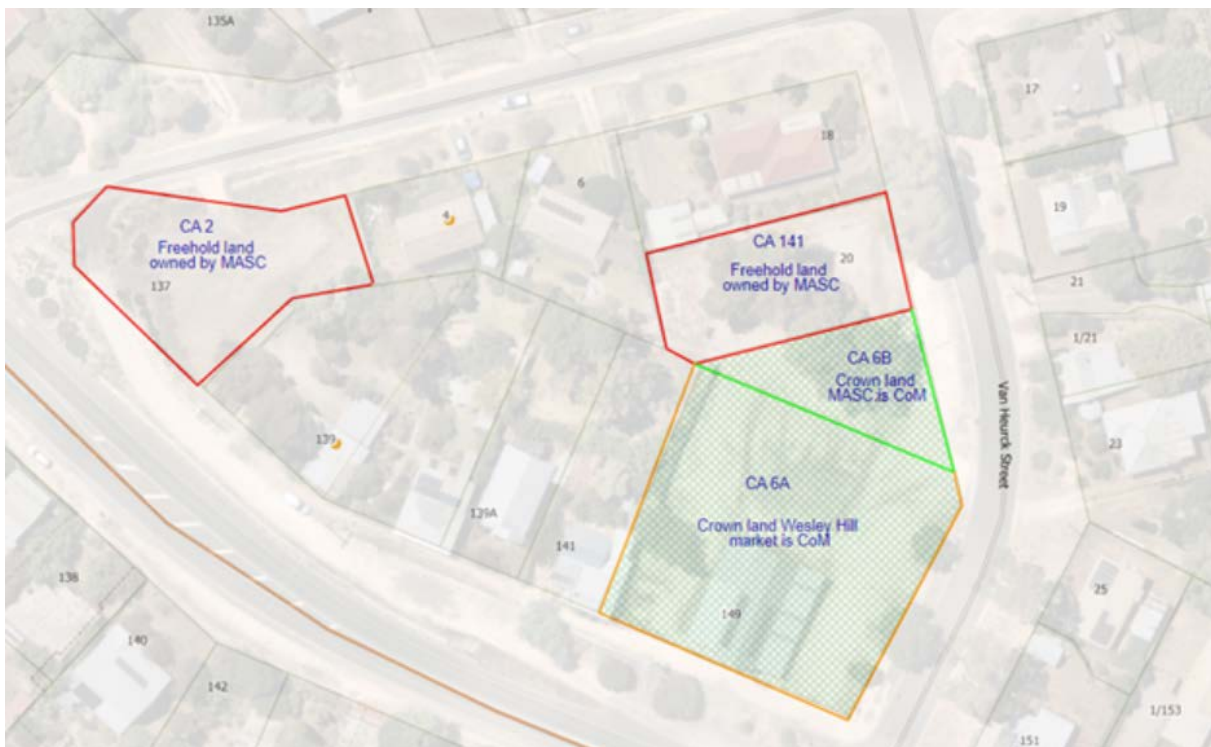 135A
17
18
6
19
4
CA 2
Freehold land
owned by MASC
137
CA 141
20
Freehold land
owned by MASC
21
1/21
CA 6B
Crown land
MASC.is CoM
Van Heurck Street
139
23
CA 6A
139A
Crown land Wesley Hill
market is CoM
141
138
25
149
140
142
1/153
151